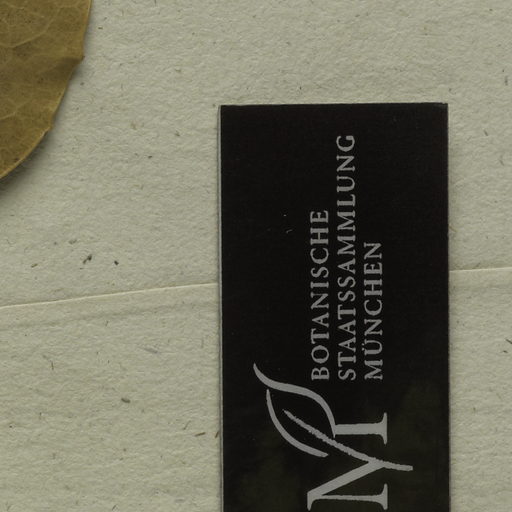 BOTANISCHE
STAATSSAMMLUNG
MÜNCHEN
M